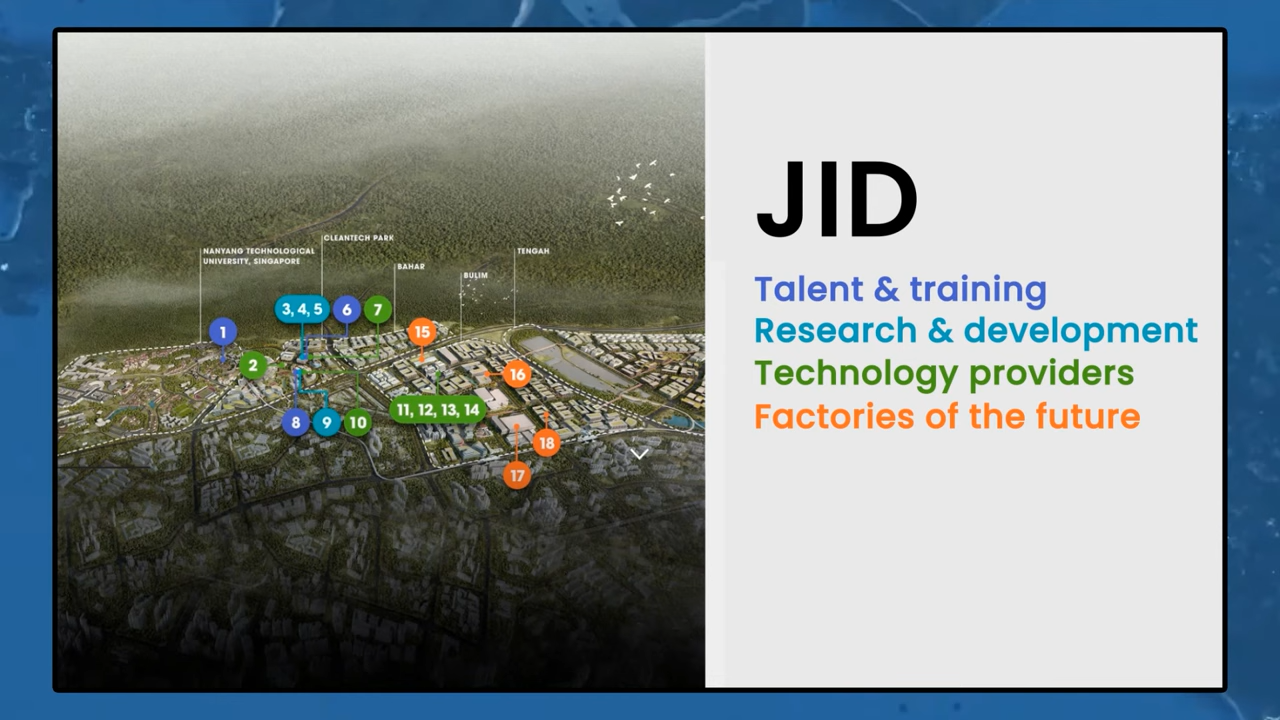 CLEANTECH PARK
NANYANG TECHNOLOGICAL
UNIVERSITY, SINGAPORE
TENGAH
BAHAR
BULIM
3, 4, 5
6
7
1
15
2
16
11, 12, 13, 14
8
9
10
18
17
JID
Talent & training
Research & development
Technology providers
Factories of the future